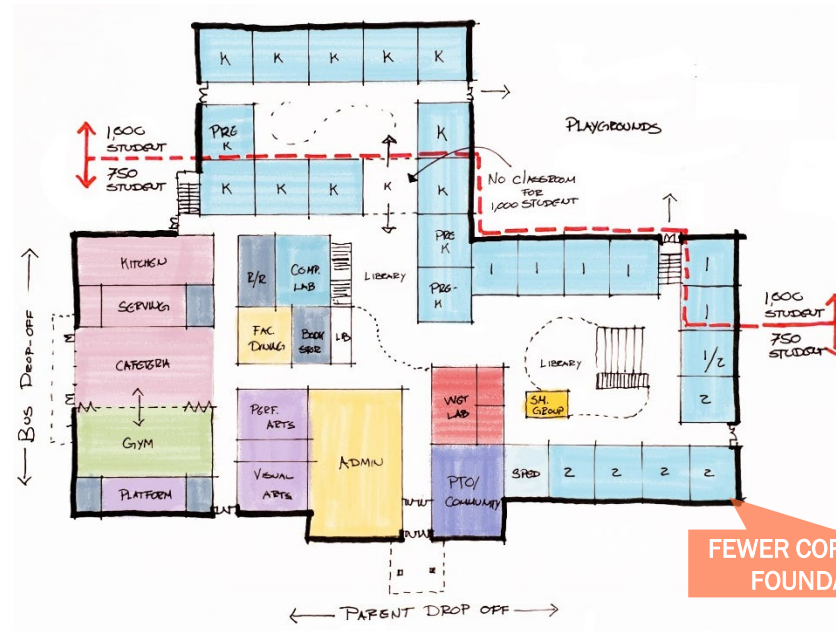 K K K K K
PRE
K
K
1,000
STUDENT
750
STUDENT
PLAYGROUNDS
K K K K K
NO CLASSROOM
FOR
1,000 STUDENT
PRE
K
PRE-
K
KITCHEN
SERVING
CAFETERIA
GYM
PLATFORM
BUS DROP-OFF
R/R
COMP.
LAB
LIBRARY
FAC.
DINING
BOOK
STOR
LB
1 1 1 1
1
1
1/2
2
1,000
STUDENT
750
STUDENT
LIBRARY
SM.
GROUP
PERF.
ARTS
VISUAL
ARTS
ADMIN
WET
LAB
PTO/
COMMUNITY
SPED 2 2 2 2
FEWER COR
FOUNDA
PARENT DROP OFF